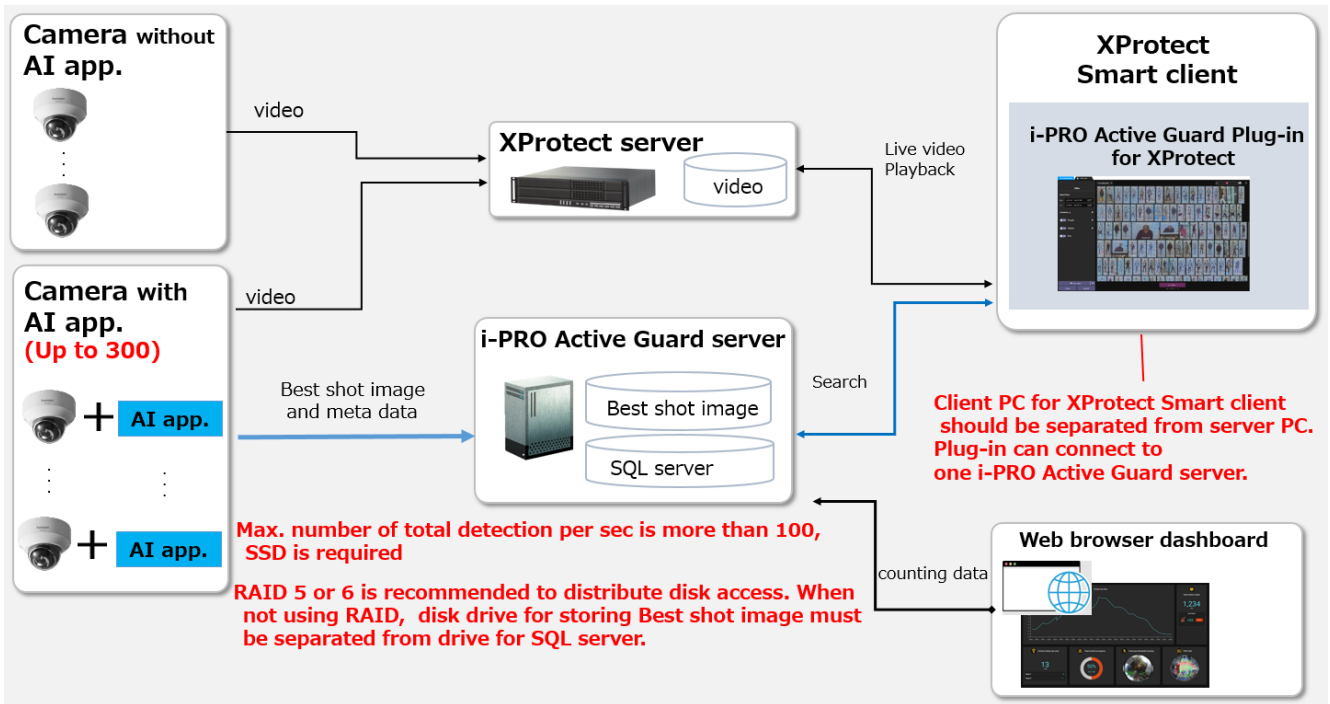 Camera without
AI app.
video
Camera with
AI app.
(Up to 300)
video
AI app.
AI app.
Best shot image
and meta data
XProtect server
video
i-PRO Active Guard server
Best shot image
SQL server
Live video
Playback
Search
XProtect
Smart client
i-PRO Active Guard Plug-in
for XProtect
Client PC for XProtect Smart client
should be separated from server PC.
Plug-in can connect to
one i-PRO Active Guard server.
Max. number of total detection per sec is more than 100,
SSD is required
RAID 5 or 6 is recommended to distribute disk access. When
not using RAID, disk drive for storing Best shot image must
be separated from drive for SQL server.
counting data
Web browser dashboard
1,234
13